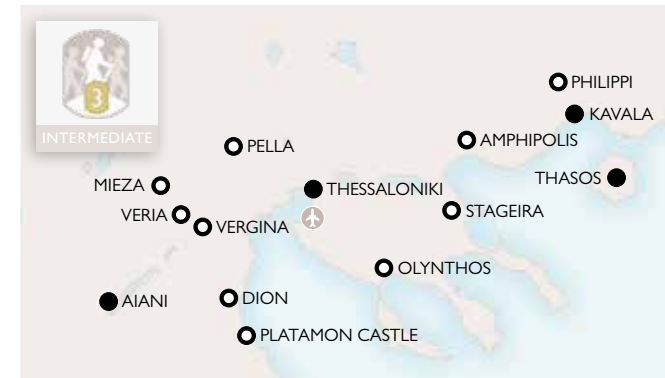 3
INTERMEDIATE
PHILIPPI
KAVALA
AMPHIPOLIS
PELLA
THASOS
MIEZA
THESSALONIKI
VERIA
STAGEIRA
VERGINA
OLYNTHOS
AIANI
DION
PLATAMON CASTLE